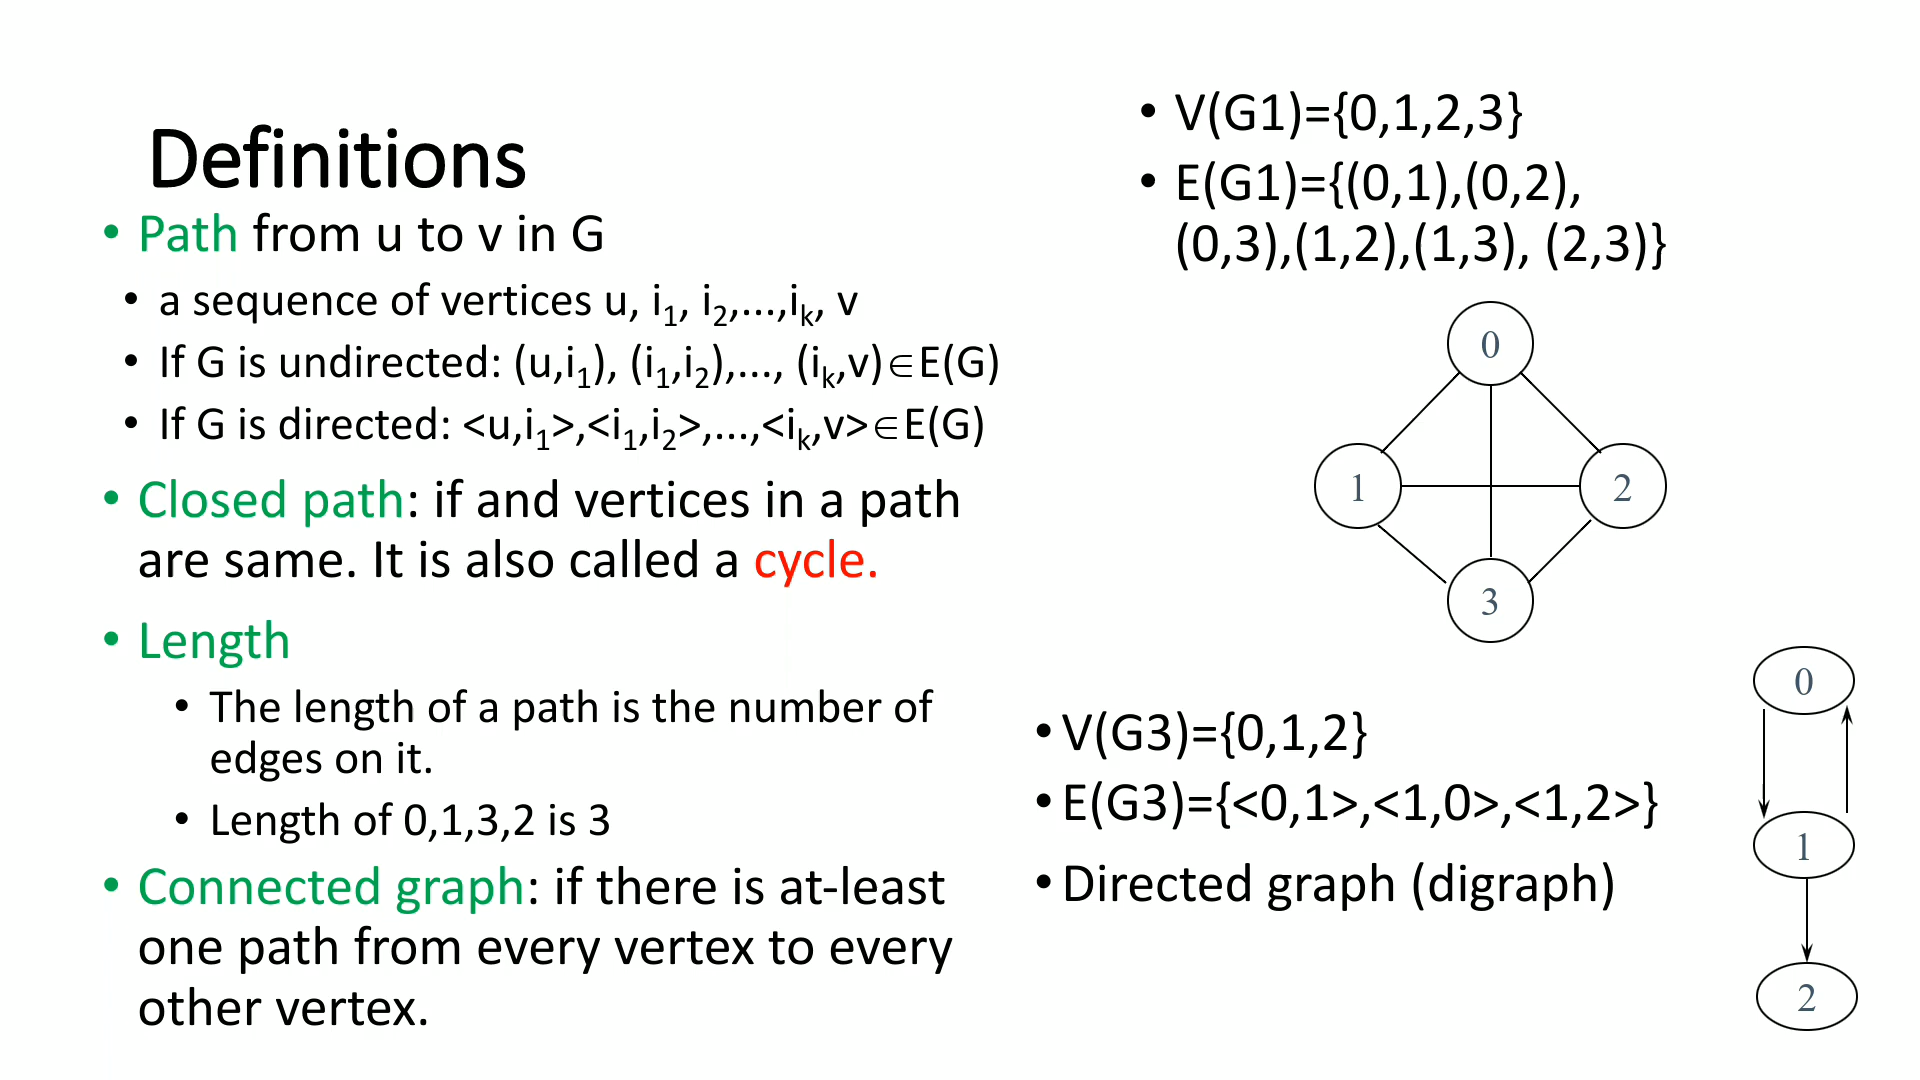 Definitions
• Path from u to v in G
• a sequence of vertices u, i1, i2,...,ik, v
• If G is undirected: (u,i1), (i1,i2),..., (ik,v)∈E(G)
• If G is directed: <u,i1>,<i1,i2>,...,<ik,v>∈E(G)
• Closed path: if and vertices in a path
are same. It is also called a cycle.
• Length
• The length of a path is the number of
edges on it.
• Length of 0,1,3,2 is 3
• Connected graph: if there is at-least
one path from every vertex to every
other vertex.
• V(G1)={0,1,2,3}
• E(G1)={(0,1),(0,2),
(0,3),(1,2),(1,3), (2,3)}
0
1
2
3
• V(G3)={0,1,2}
• E(G3)={<0,1>,<1,0>,<1,2>}
• Directed graph (digraph)
0
1
2